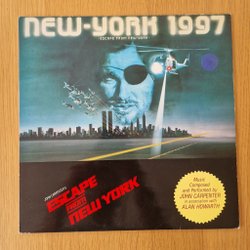 NEW-YORK 1997
ESCAPE FROM NEW YORK
JOHN CARPENTER'S
ESCAPE
FROM
NEW YORK
Music
Composed
and Performed by
JOHN CARPENTER
in association with
ALAN HOWARTH